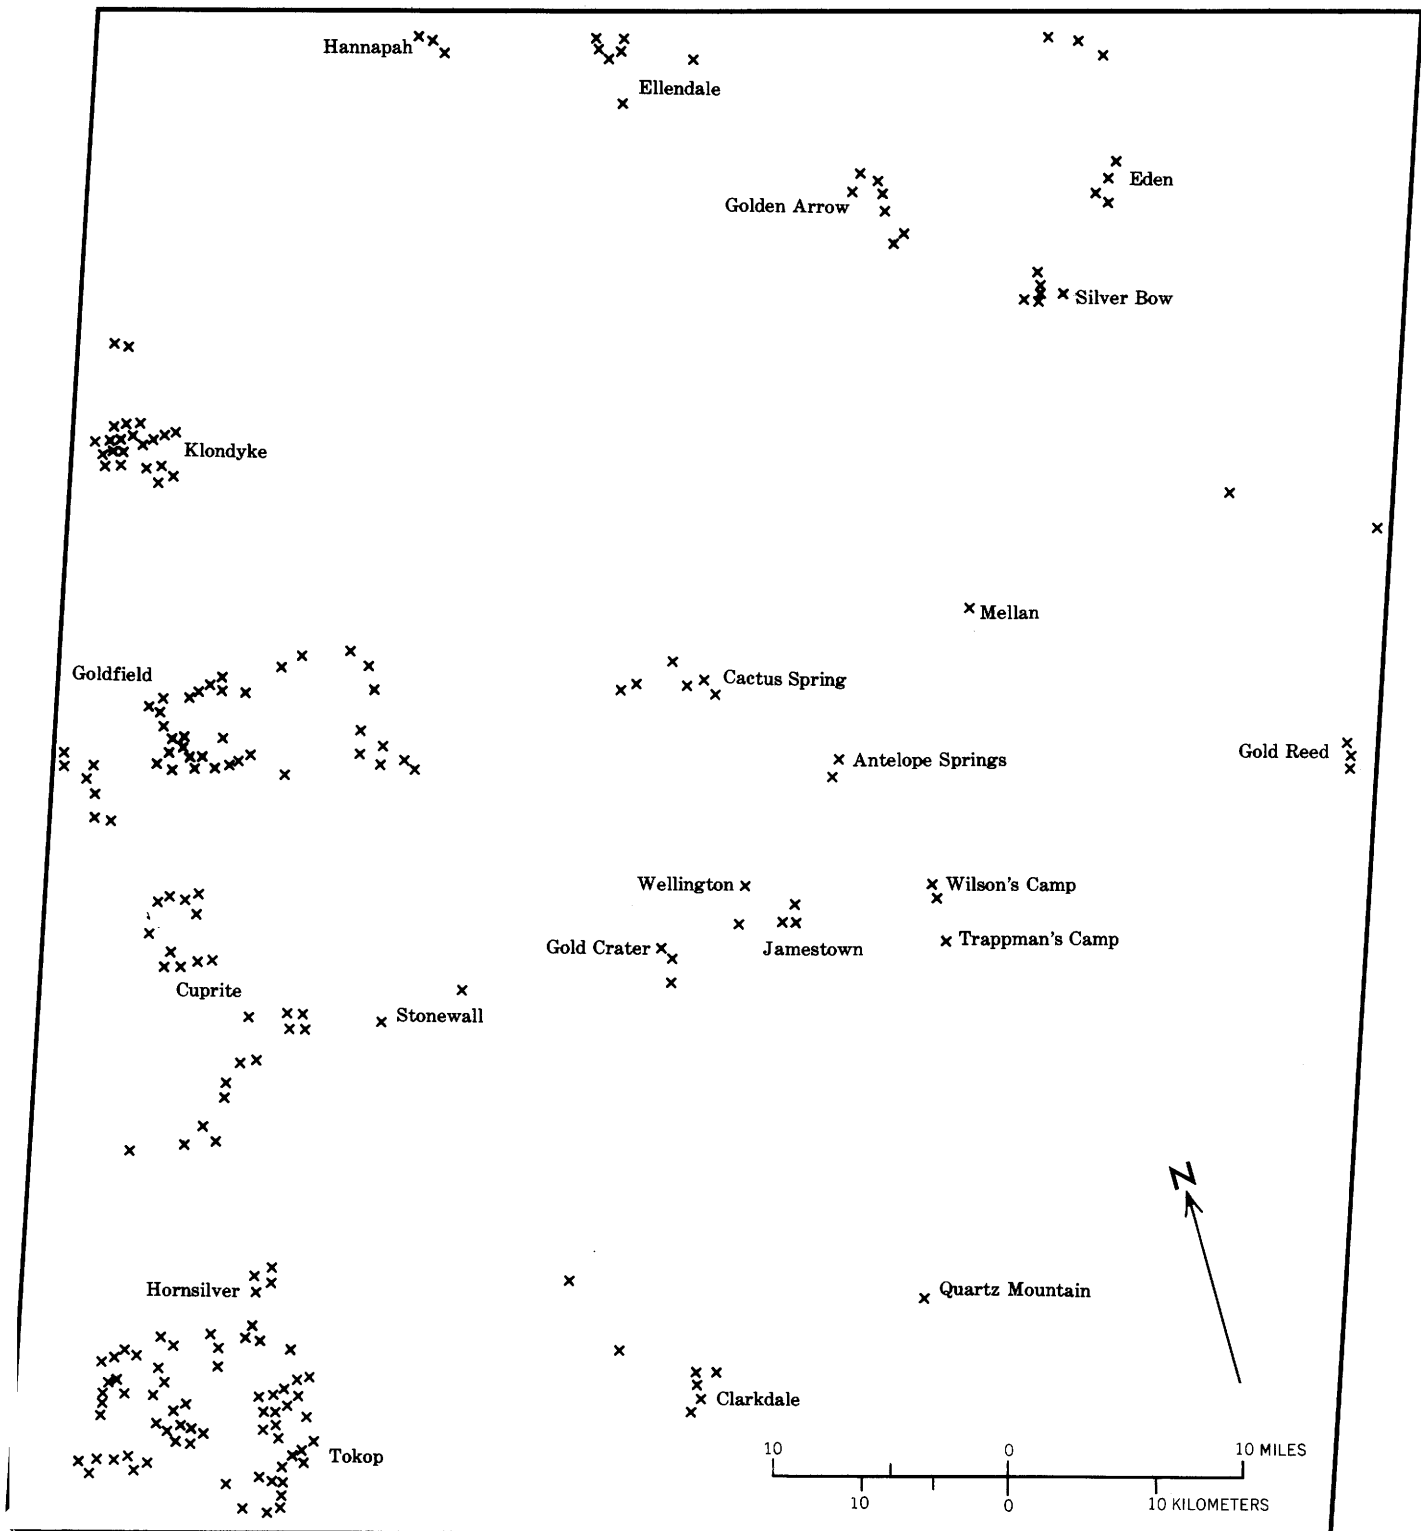 Hannapah
Ellendale
Eden
Golden Arrow
Silver Bow
Klondyke
Mellan
Goldfield
Cactus Spring
Gold Reed
Antelope Springs
Wellington
Wilson's Camp
Trappman's Camp
Gold Crater
Jamestown
Cuprite
Stonewall
N
Hornsilver
Quartz Mountain
Clarkdale
Tokop
10 0 10 MILES
10 0 10 KILOMETERS